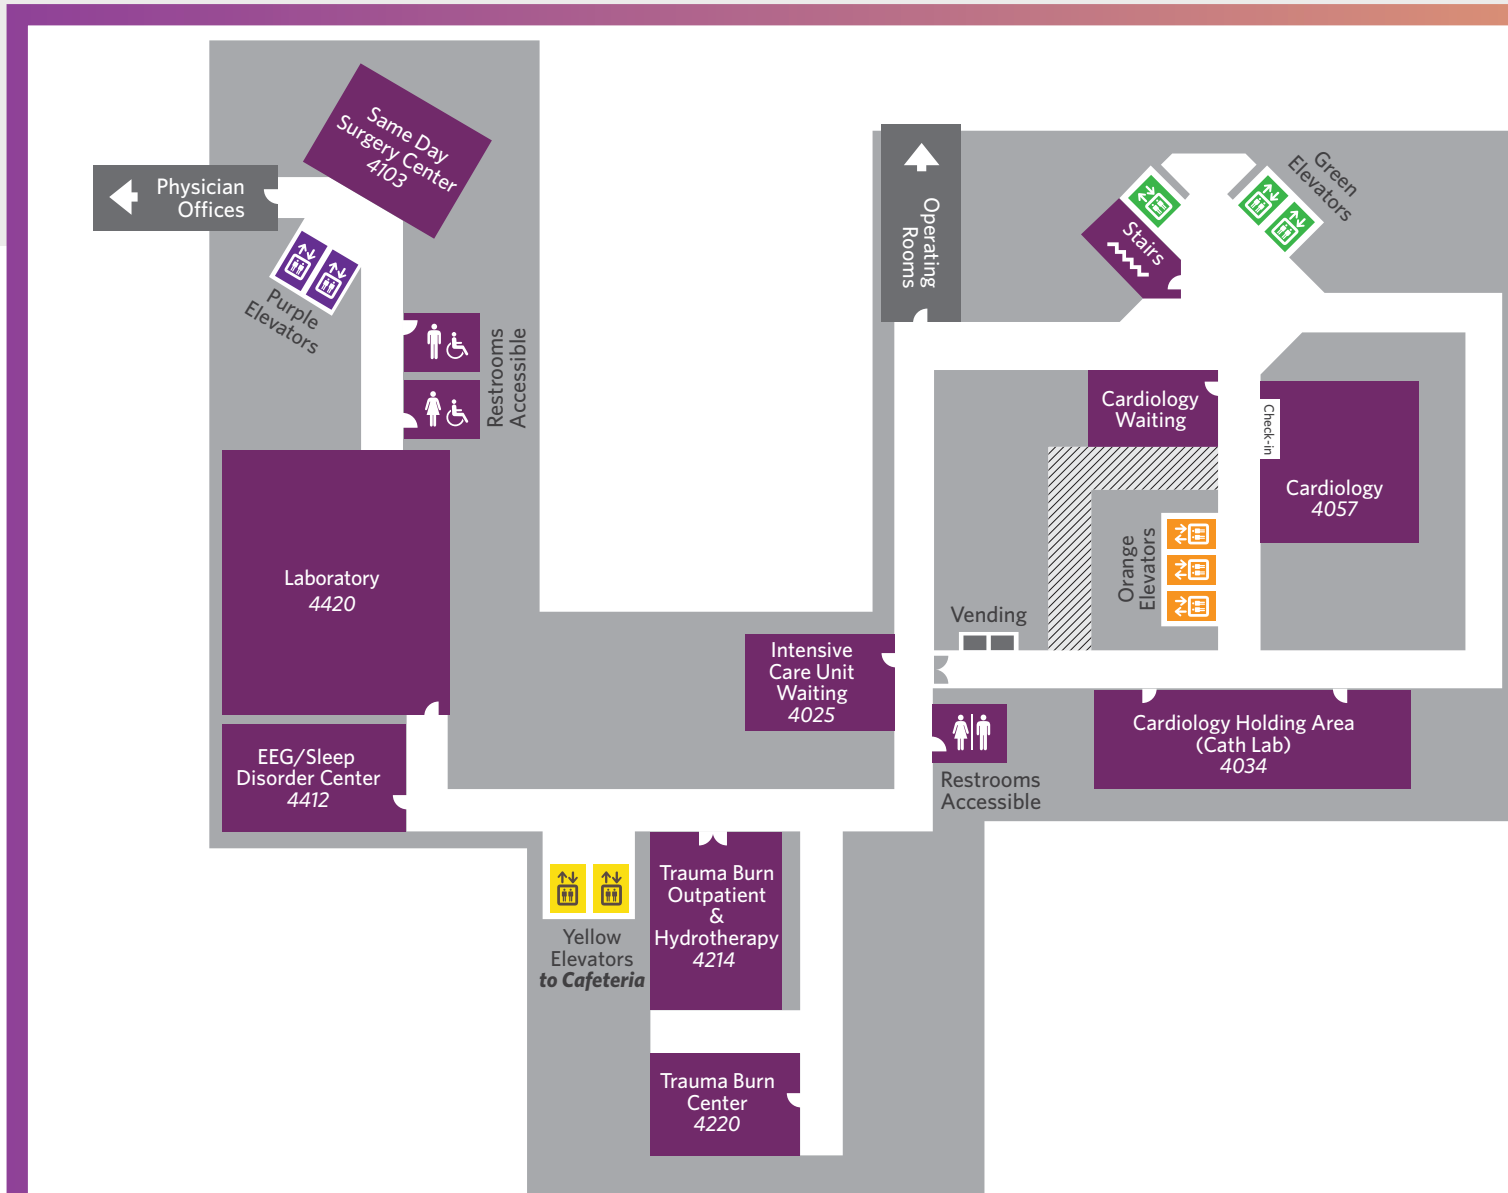 Same Day
Surgery Center
4103
Physician
Offices
Purple
Elevators
Restrooms
Accessible
Operating
Rooms
Green
Elevators
Stairs
Cardiology
Waiting
Check-in
Cardiology
4057
Orange
Elevators
Vending
Laboratory
4420
Intensive
Care Unit
Waiting
4025
EEG/Sleep
Disorder Center
4412
Restrooms
Accessible
Cardiology Holding Area
(Cath Lab)
4034
Yellow
Elevators
to Cafeteria
Trauma Burn
Outpatient
&
Hydrotherapy
4214
Trauma Burn
Center
4220